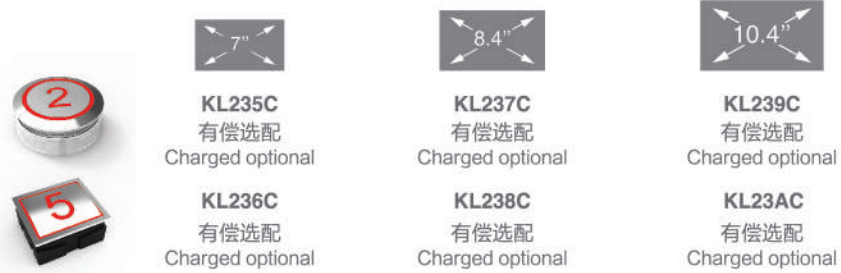 7”
8.4”
10.4”
2
KL235C
KL237C
KL239C
有偿选配
有偿选配
有偿选配
Charged optional
Charged optional
Charged optional
5
KL236C
KL238C
KL23AC
有偿选配
有偿选配
有偿选配
Charged optional
Charged optional
Charged optional